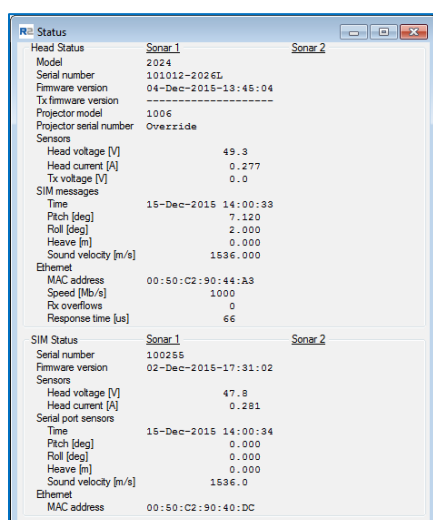 R2 Status
Head Status Sonar 1 Sonar 2
Model 2024
Serial number 101012-2026L
Firmware version 04-Dec-2015-13:45:04
Tx firmware version --------------------
Projector model 1006
Projector serial number Override
Sensors
Head voltage [V] 49.3
Head current [A] 0.277
Tx voltage [V] 0.0
SIM messages
Time 15-Dec-2015 14:00:33
Pitch [deg] 7.120
Roll [deg] 2.000
Heave [m] 0.000
Sound velocity [m/s] 1536.000
Ethernet
MAC address 00:50:C2:90:44:A3
Speed [Mb/s] 1000
Rx overflows 0
Response time [us] 66
SIM Status Sonar 1 Sonar 2
Serial number 100255
Firmware version 02-Dec-2015-17:31:02
Sensors
Head voltage [V] 47.8
Head current [A] 0.281
Serial port sensors
Time 15-Dec-2015 14:00:34
Pitch [deg] 0.000
Roll [deg] 0.000
Heave [m] 0.000
Sound velocity [m/s] 1536.0
Ethernet
MAC address 00:50:C2:90:40:DC